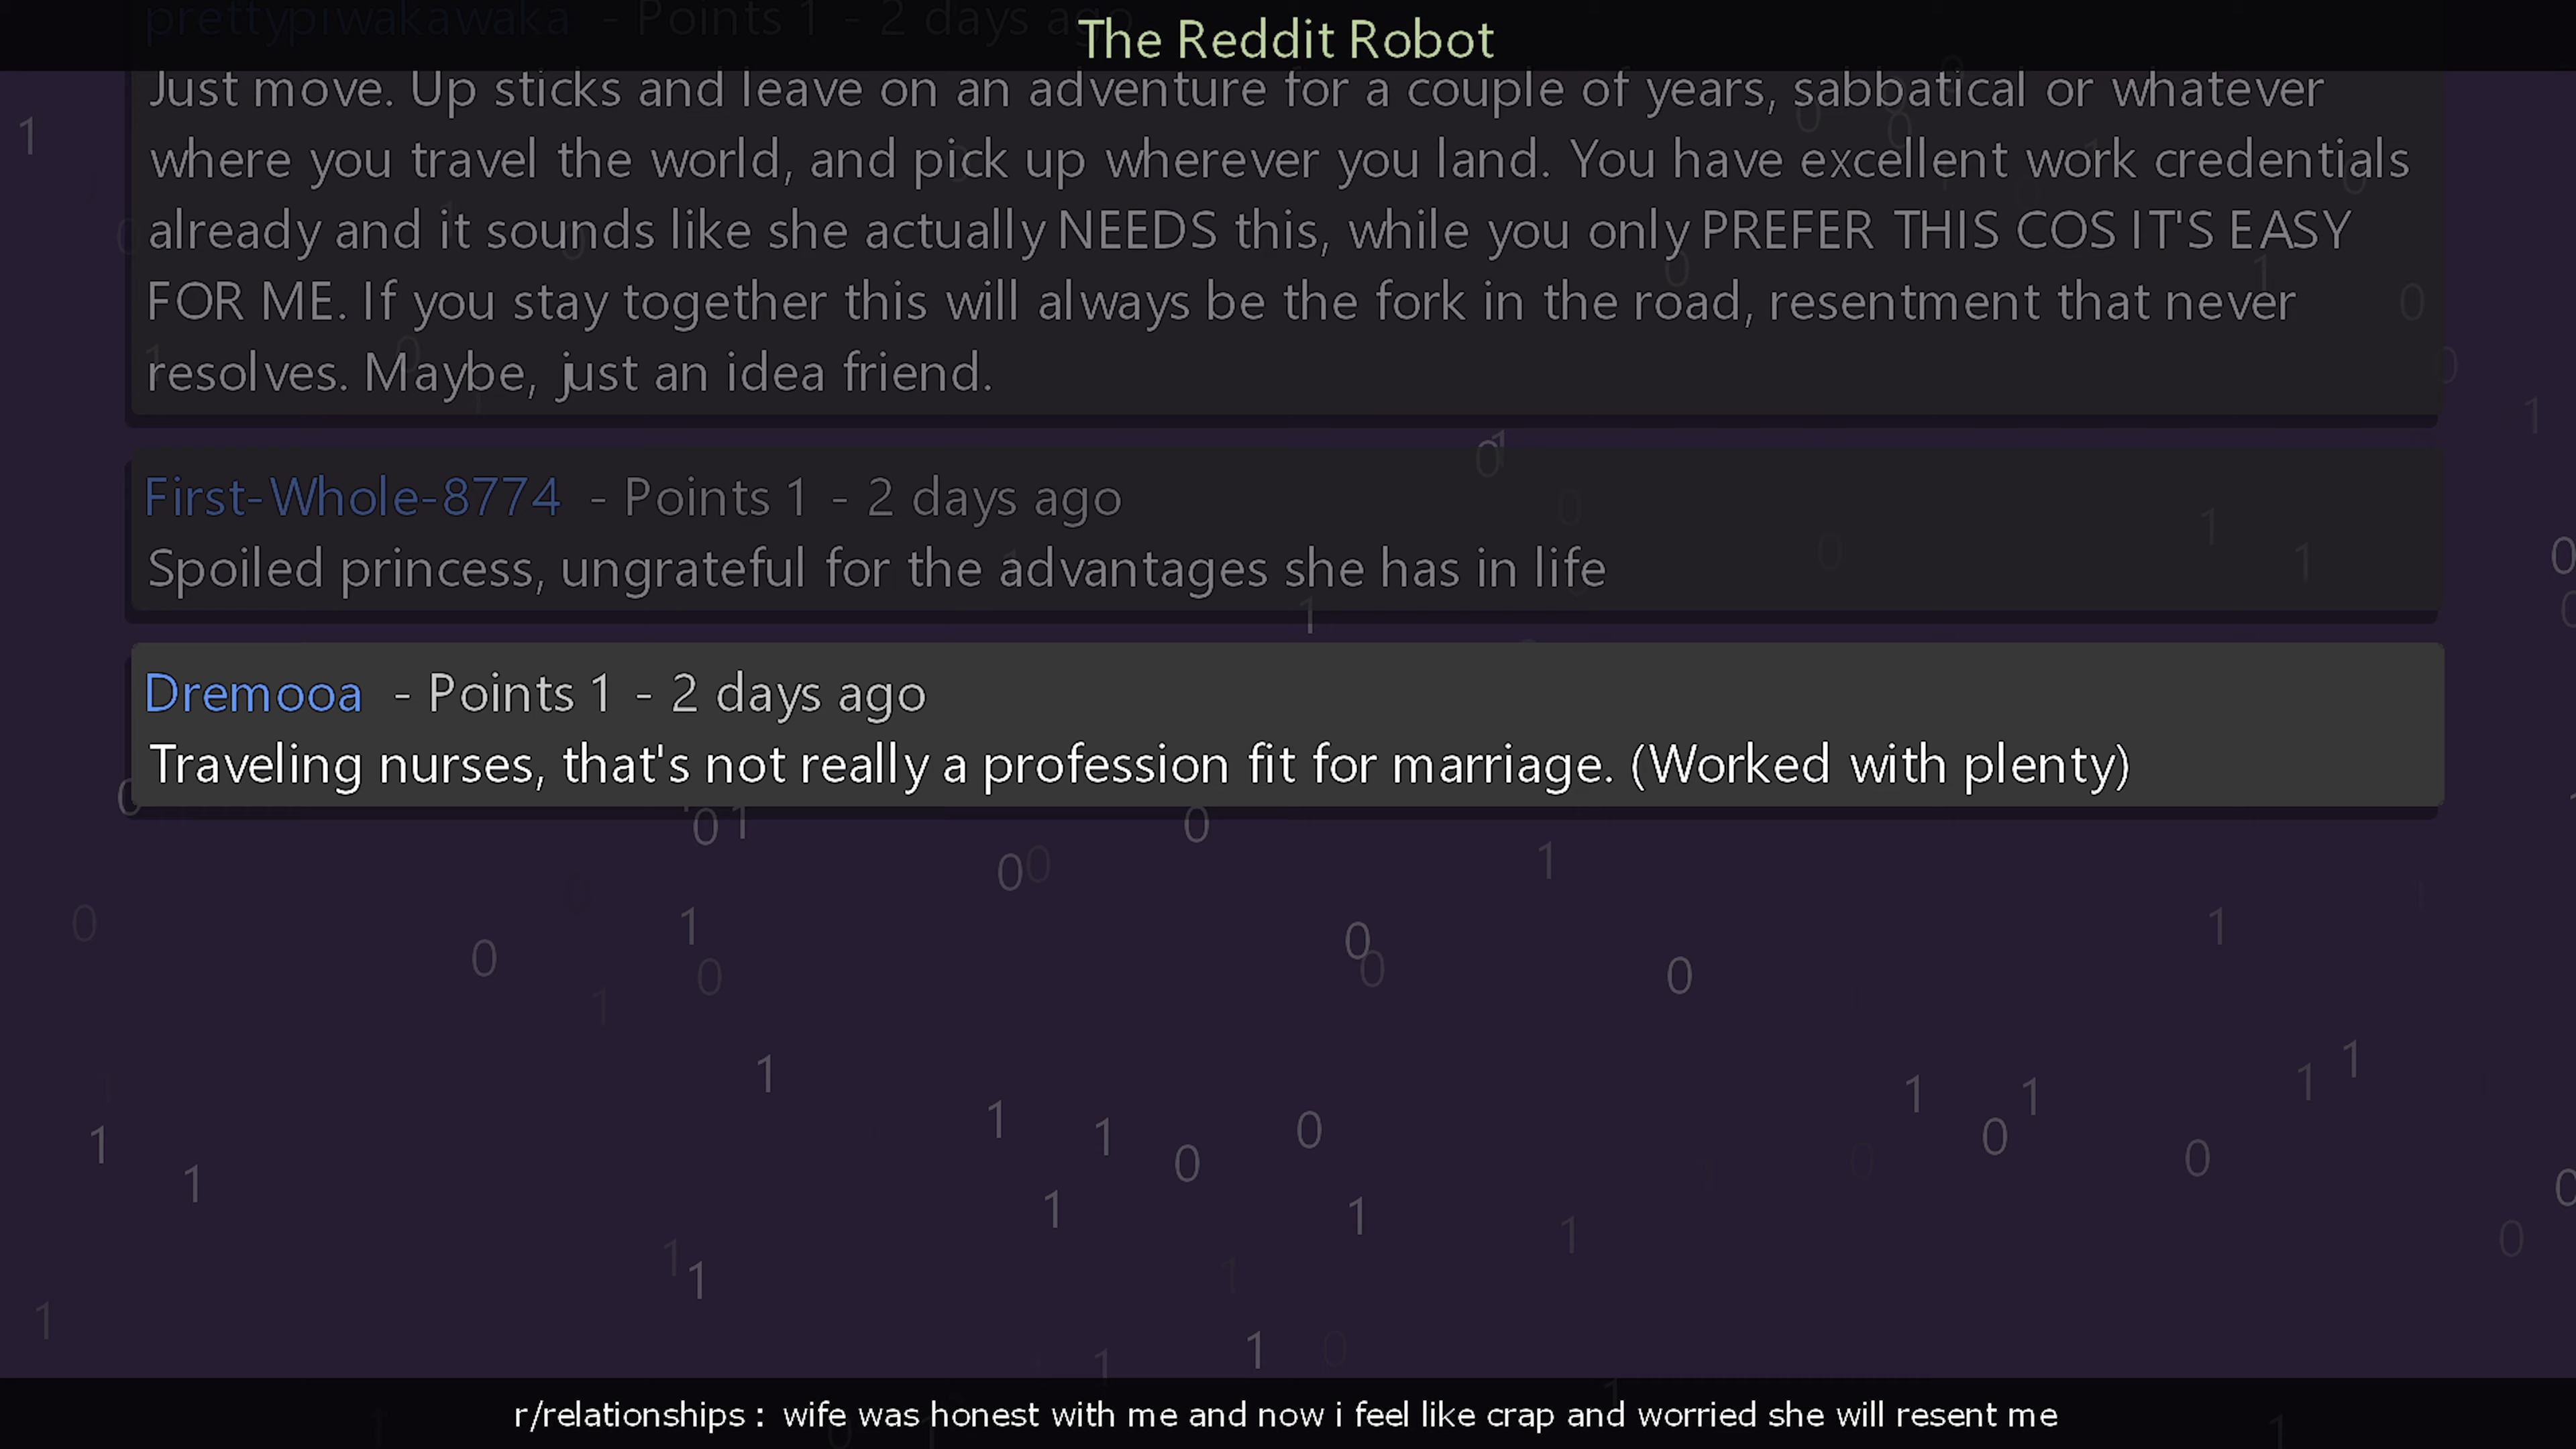 The Reddit Robot
prettypiwakawaka - Points 1 - 2 days ago
Just move. Up sticks and leave on an adventure for a couple of years, sabbatical or whatever
where you travel the world, and pick up wherever you land. You have excellent work credentials
already and it sounds like she actually NEEDS this, while you only PREFER THIS COS IT'S EASY
FOR ME. If you stay together this will always be the fork in the road, resentment that never
resolves. Maybe, just an idea friend.
First-Whole-8774 - Points 1 - 2 days ago
Spoiled princess, ungrateful for the advantages she has in life
Dremooa - Points 1 - 2 days ago
Traveling nurses, that's not really a profession fit for marriage. (Worked with plenty)
r/relationships : wife was honest with me and now i feel like crap and worried she will resent me